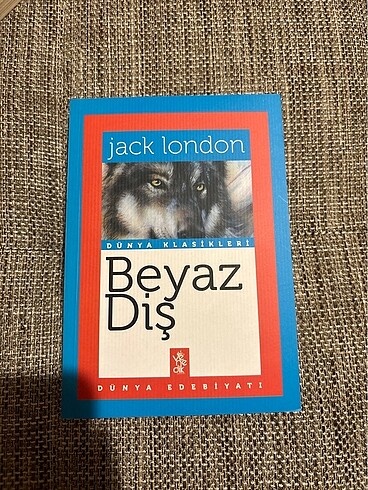 jack london
DÜNYA KLASİKLERİ
Beyaz
Diş
DÜNYA EDEBİYATI